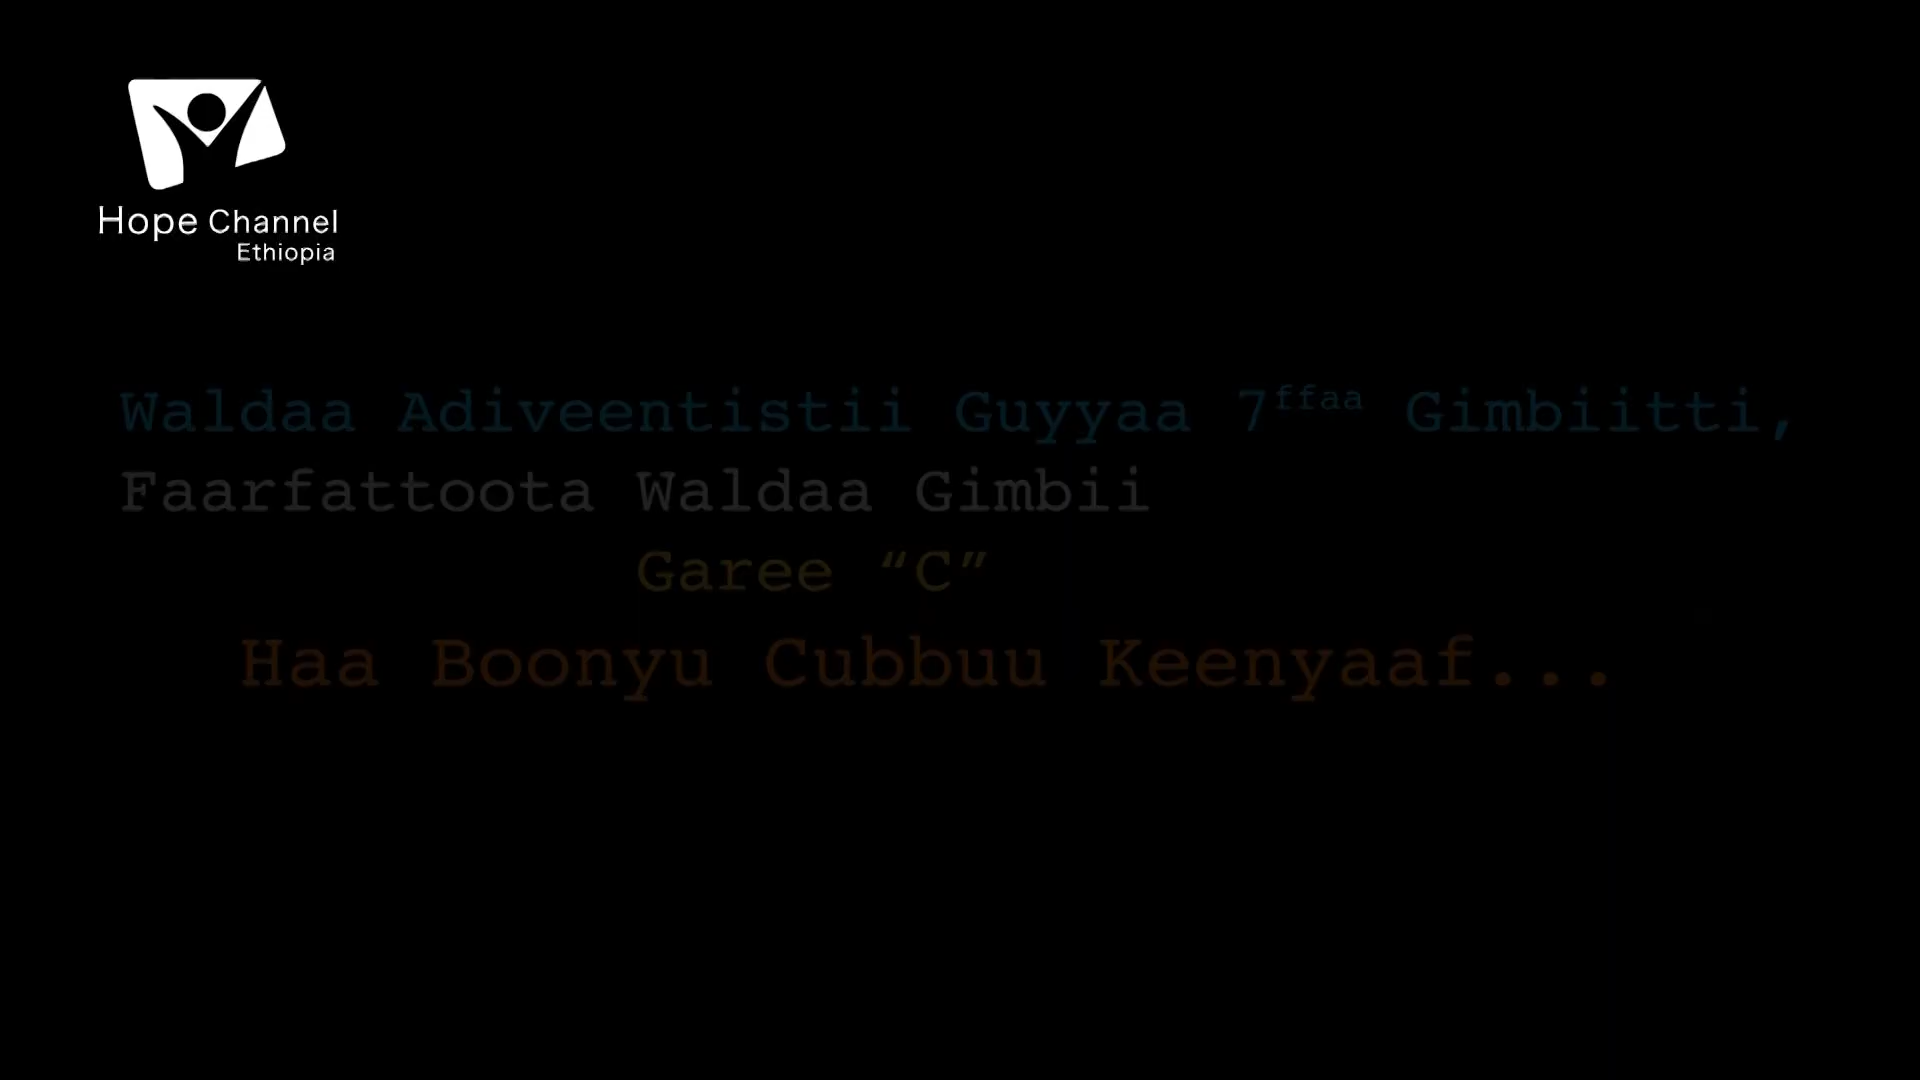 Hope Channel
Ethiopia
Waldaa Adiveentistii Guyyaa 7ffaa Gimbiitti,
Faarfattoota Waldaa Gimbii
Garee “C”
Haa Boonyu Cubbuu Keenyaaf...